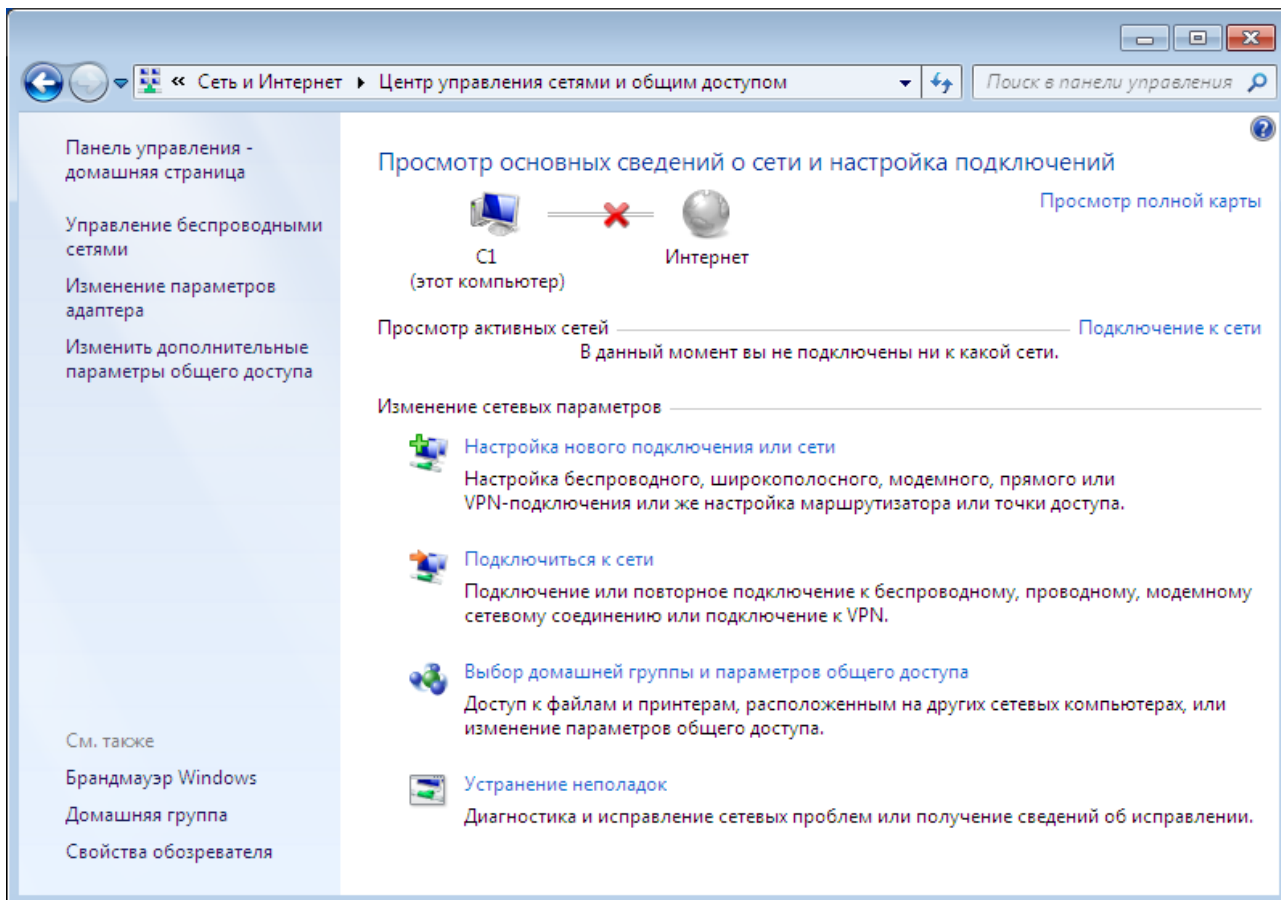 « Сеть и Интернет ▸ Центр управления сетями и общим доступом
Поиск в панели управления
Панель управления -
домашняя страница
Управление беспроводными
сетями
Изменение параметров
адаптера
Изменить дополнительные
параметры общего доступа
См. также
Брандмауэр Windows
Домашняя группа
Свойства обозревателя
Просмотр основных сведений о сети и настройка подключений
Просмотр полной карты
C1
(этот компьютер)
Интернет
Просмотр активных сетей
Подключение к сети
В данный момент вы не подключены ни к какой сети.
Изменение сетевых параметров
Настройка нового подключения или сети
Настройка беспроводного, широкополосного, модемного, прямого или
VPN-подключения или же настройка маршрутизатора или точки доступа.
Подключиться к сети
Подключение или повторное подключение к беспроводному, проводному, модемному
сетевому соединению или подключение к VPN.
Выбор домашней группы и параметров общего доступа
Доступ к файлам и принтерам, расположенным на других сетевых компьютерах, или
изменение параметров общего доступа.
Устранение неполадок
Диагностика и исправление сетевых проблем или получение сведений об исправлении.